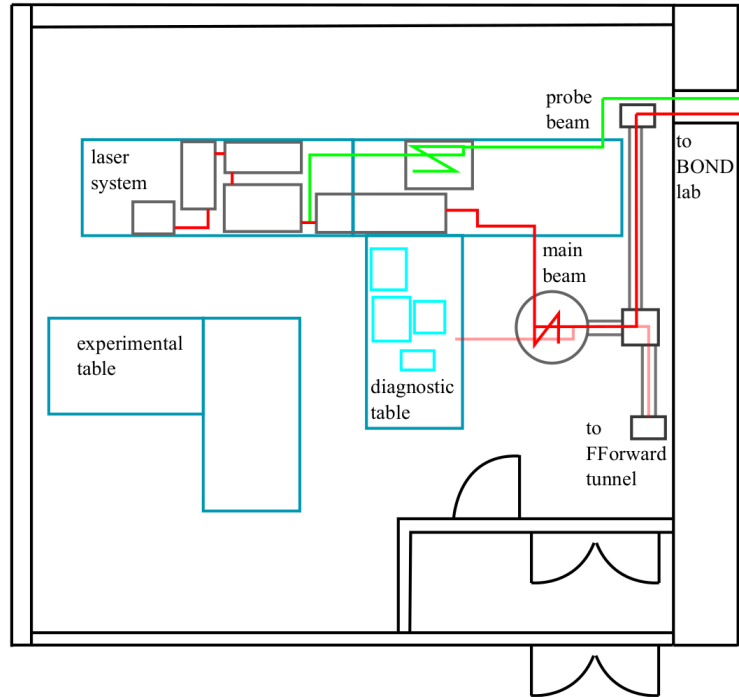 probe
beam
laser
system
to
BOND
lab
main
beam
experimental
table
diagnostic
table
to
FForward
tunnel